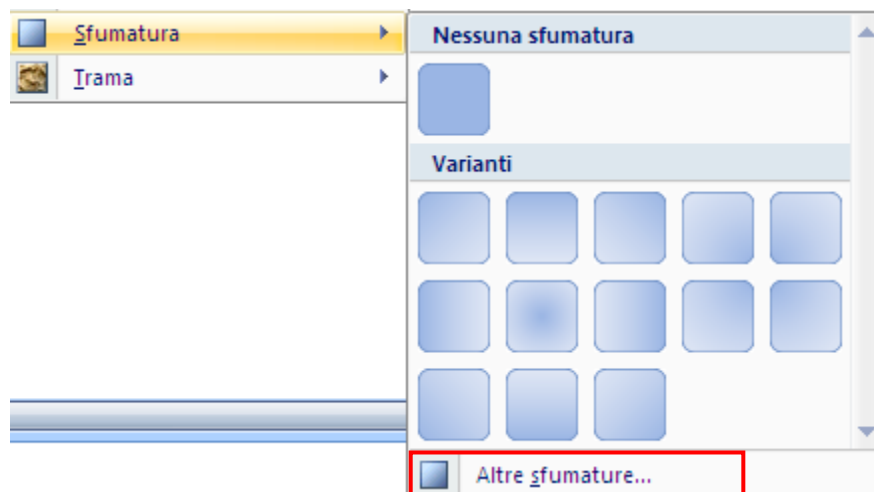 Sfumatura
Trama
Nessuna sfumatura
Varianti
Altre sfumature...